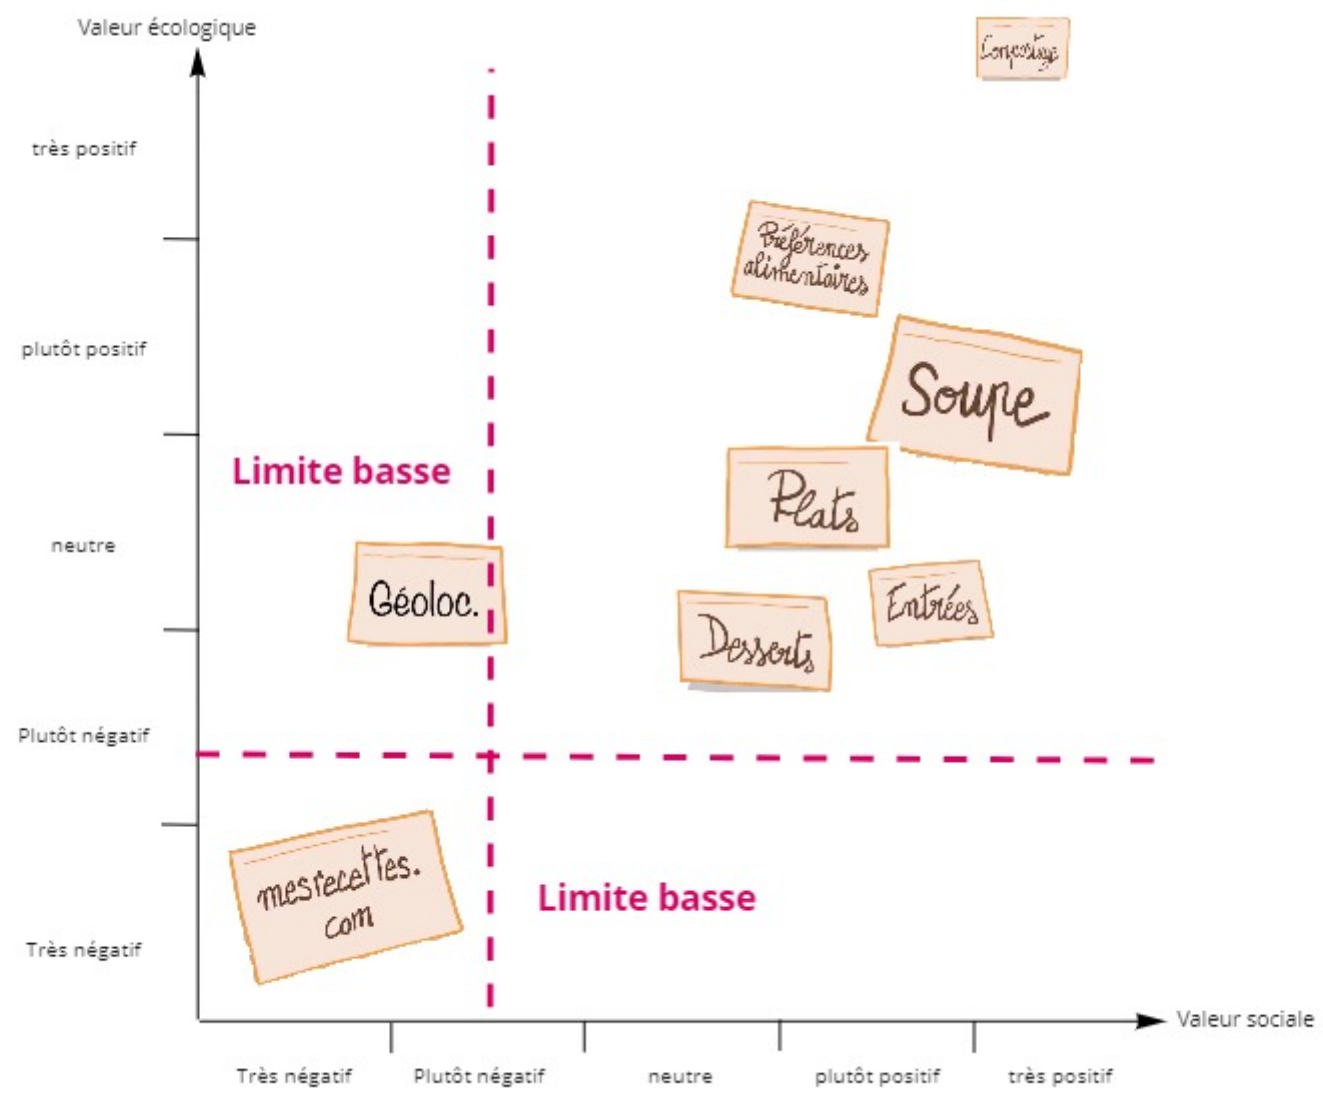 Valeur écologique
Compostage
très positif
Préférences
alimentaires
plutôt positif
Soupe
Limite basse
Plats
neutre
Géoloc.
Entrées
Desserts
Plutôt négatif
mesrecettes.
com
Limite basse
Très négatif
Valeur sociale
Très négatif
Plutôt négatif
neutre
plutôt positif
très positif